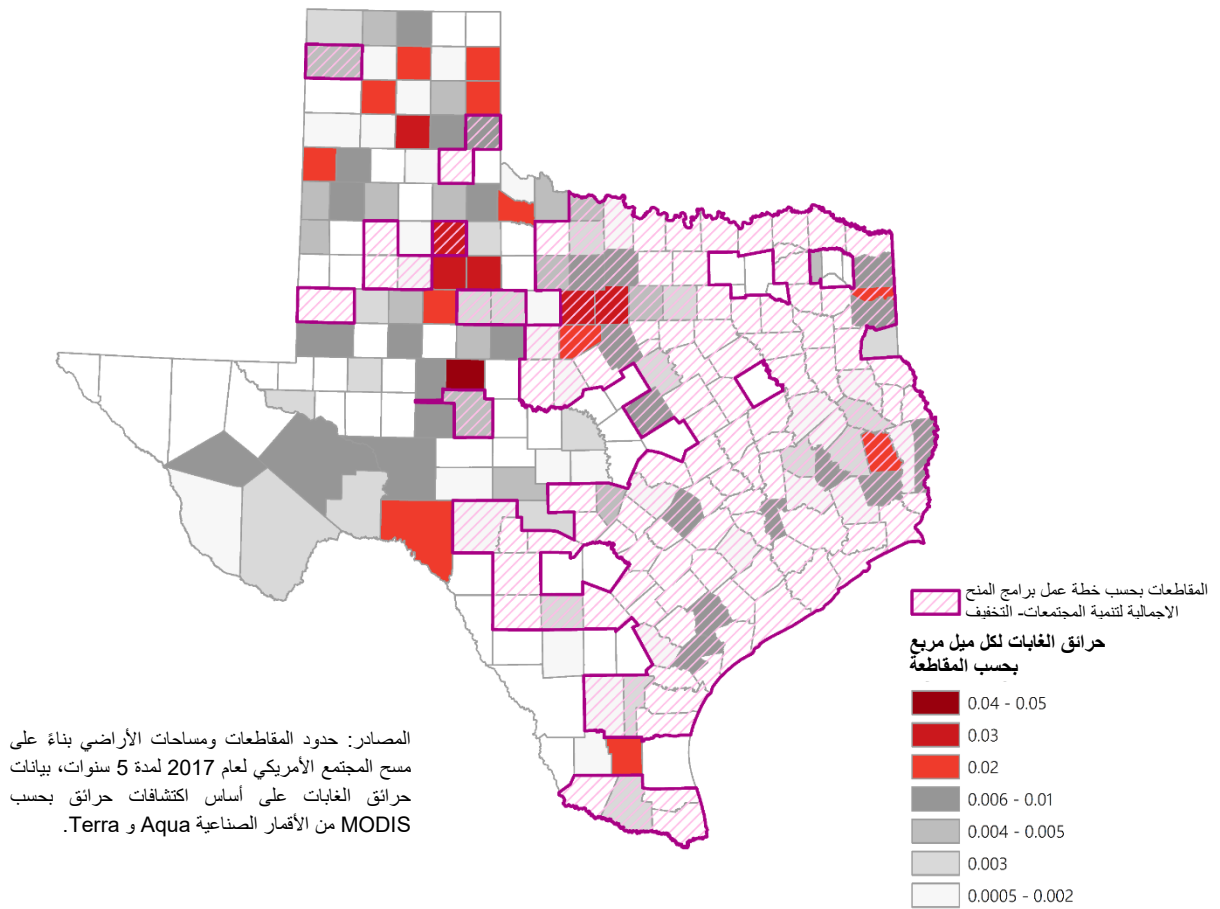 المقاطعات بحسب خطة عمل برامج المنح
الاجمالية لتنمية المجتمعات- التخفيف
حرائق الغابات لكل ميل مربع
بحسب المقاطعة
0.04 - 0.05
0.03
0.02
0.006 - 0.01
0.004 - 0.005
0.003
0.0005 - 0.002
المصادر: حدود المقاطعات ومساحات الأراضي بناءً على
مسح المجتمع الأمريكي لعام 2017 لمدة 5 سنوات، بيانات
حرائق الغابات على أساس اكتشافات حرائق بحسب
MODIS من الأقمار الصناعية Aqua و Terra.